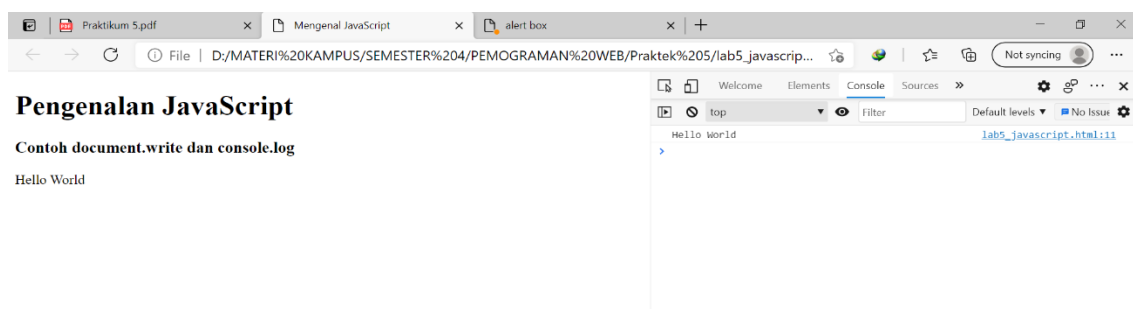 Praktikum 5.pdf Mengenal JavaScript alert box
File D:/MATERI%20KAMPUS/SEMESTER%204/PEMOGRAMAN%20WEB/Praktek%205/lab5_javascrip... Not syncing
Welcome Elements Console Sources
top Filter Default levels No Issue
Hello World lab5_javascript.html:11
Pengenalan JavaScript
Contoh document.write dan console.log
Hello World